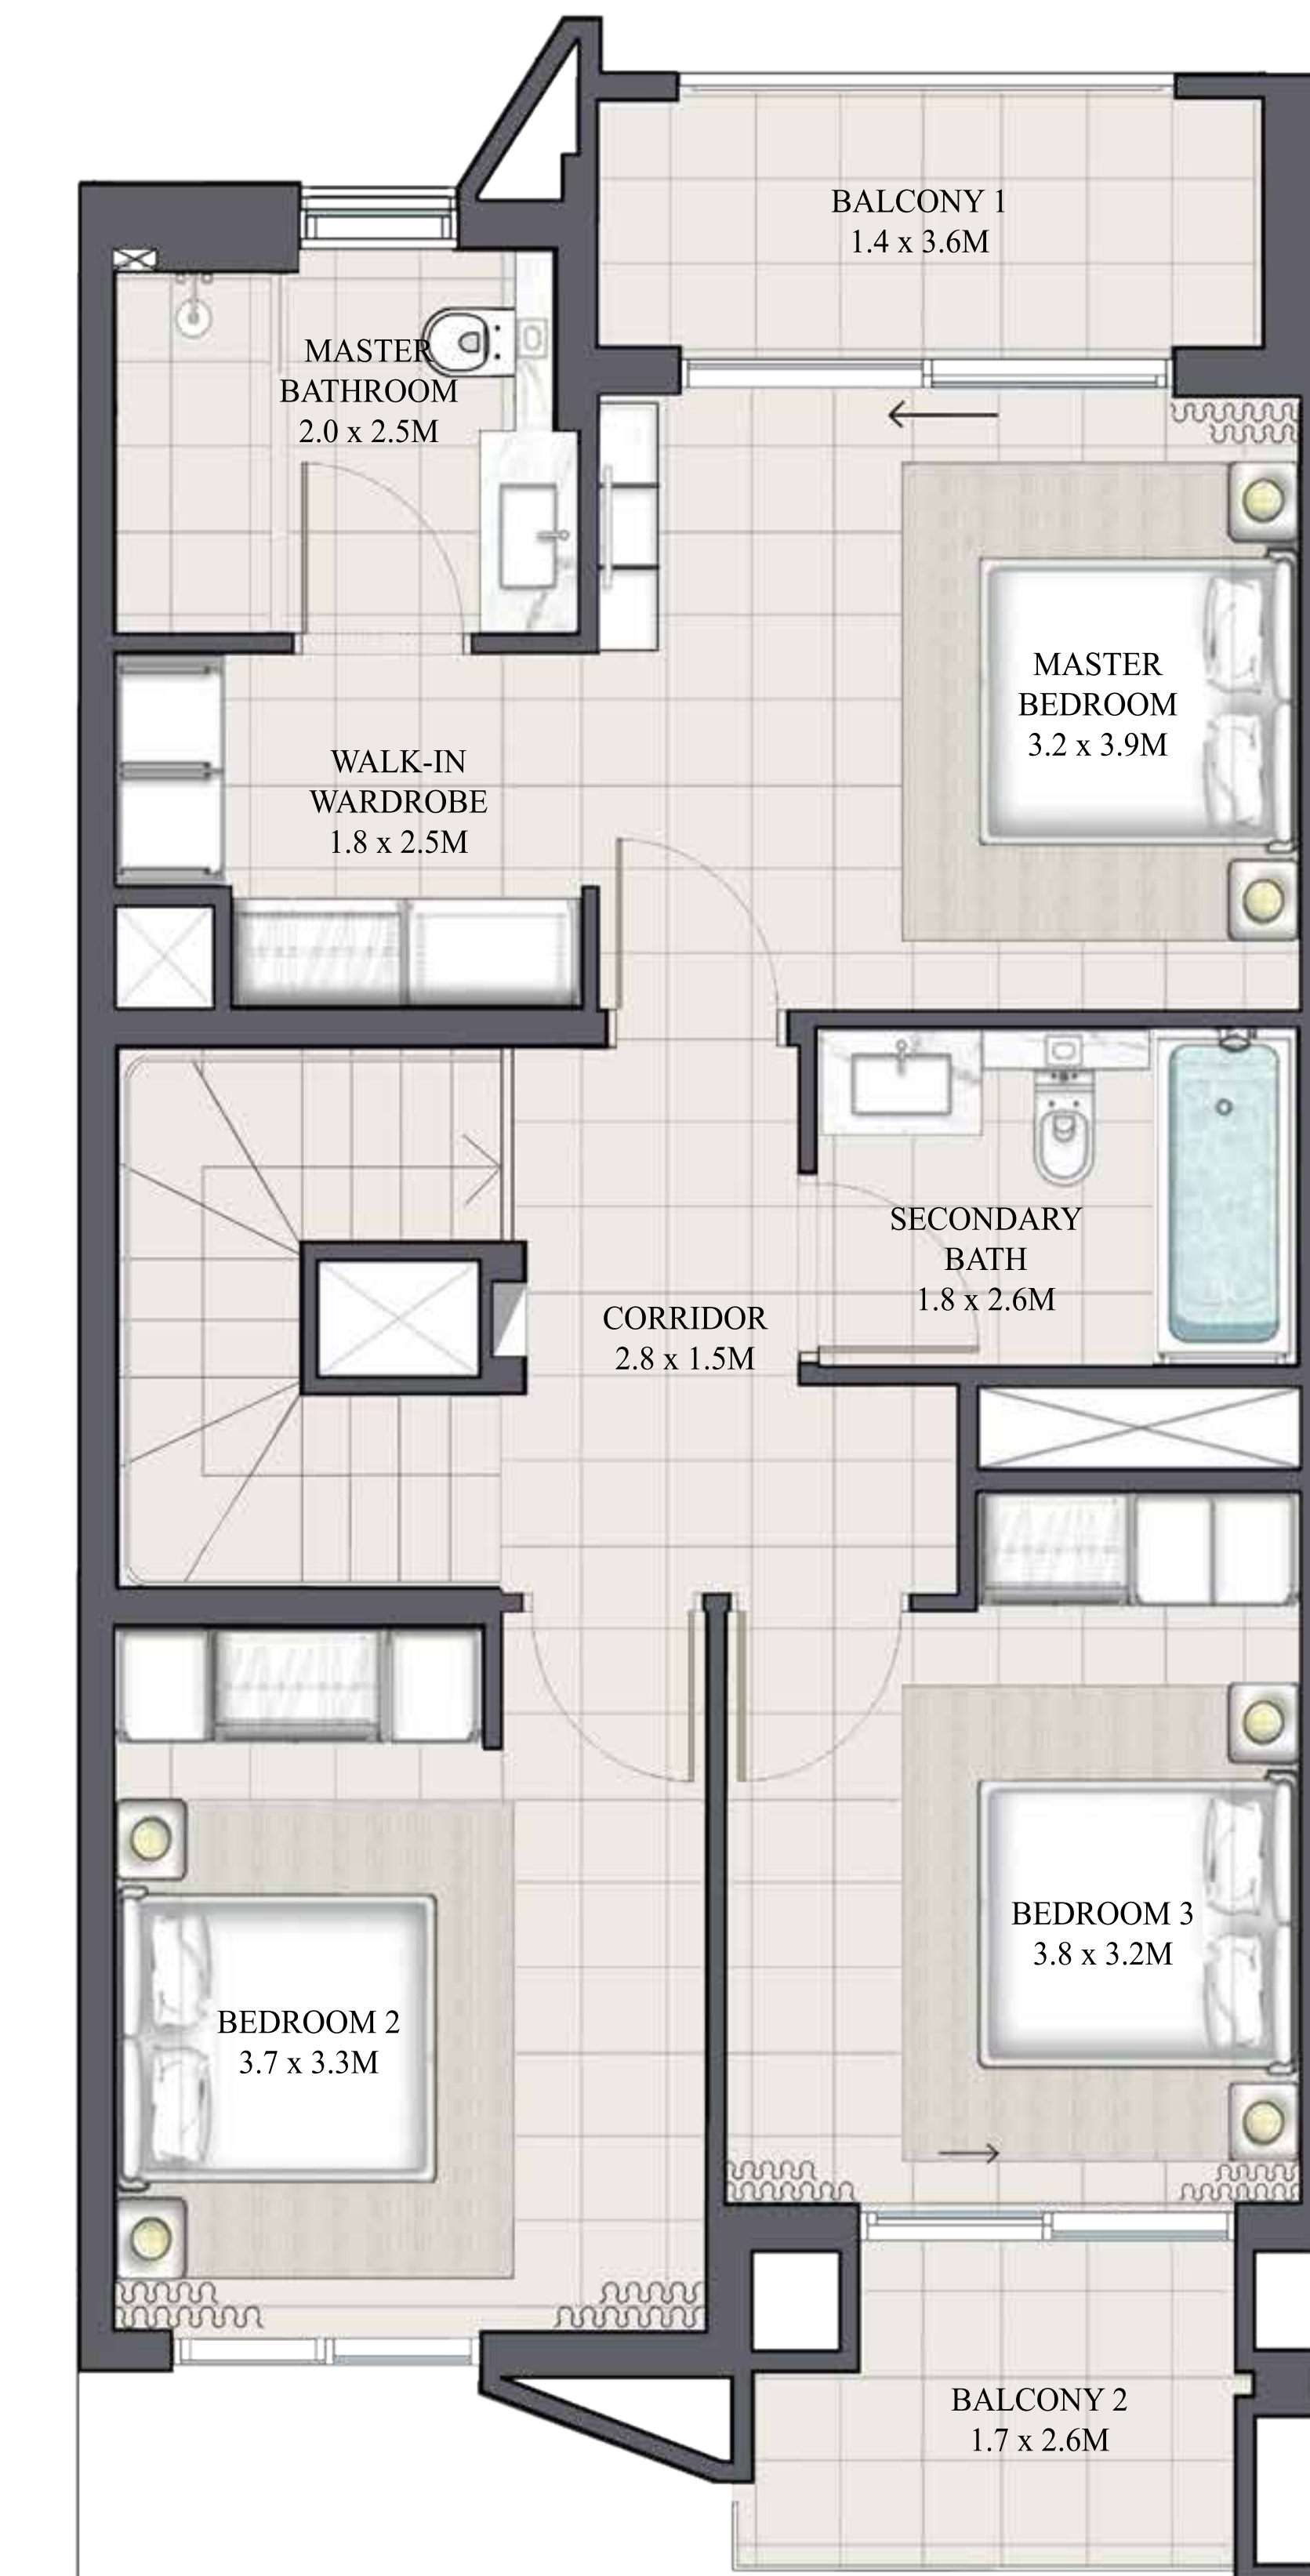 BALCONY 1
1.4 x 3.6M
MASTER
BATHROOM
2.0 x 2.5M
MASTER
BEDROOM
3.2 x 3.9M
WALK-IN
WARDROBE
1.8 x 2.5M
SECONDARY
BATH
1.8 x 2.6M
CORRIDOR
2.8 x 1.5M
BEDROOM 3
3.8 x 3.2M
BEDROOM 2
3.7 x 3.3M
BALCONY 2
1.7 x 2.6M